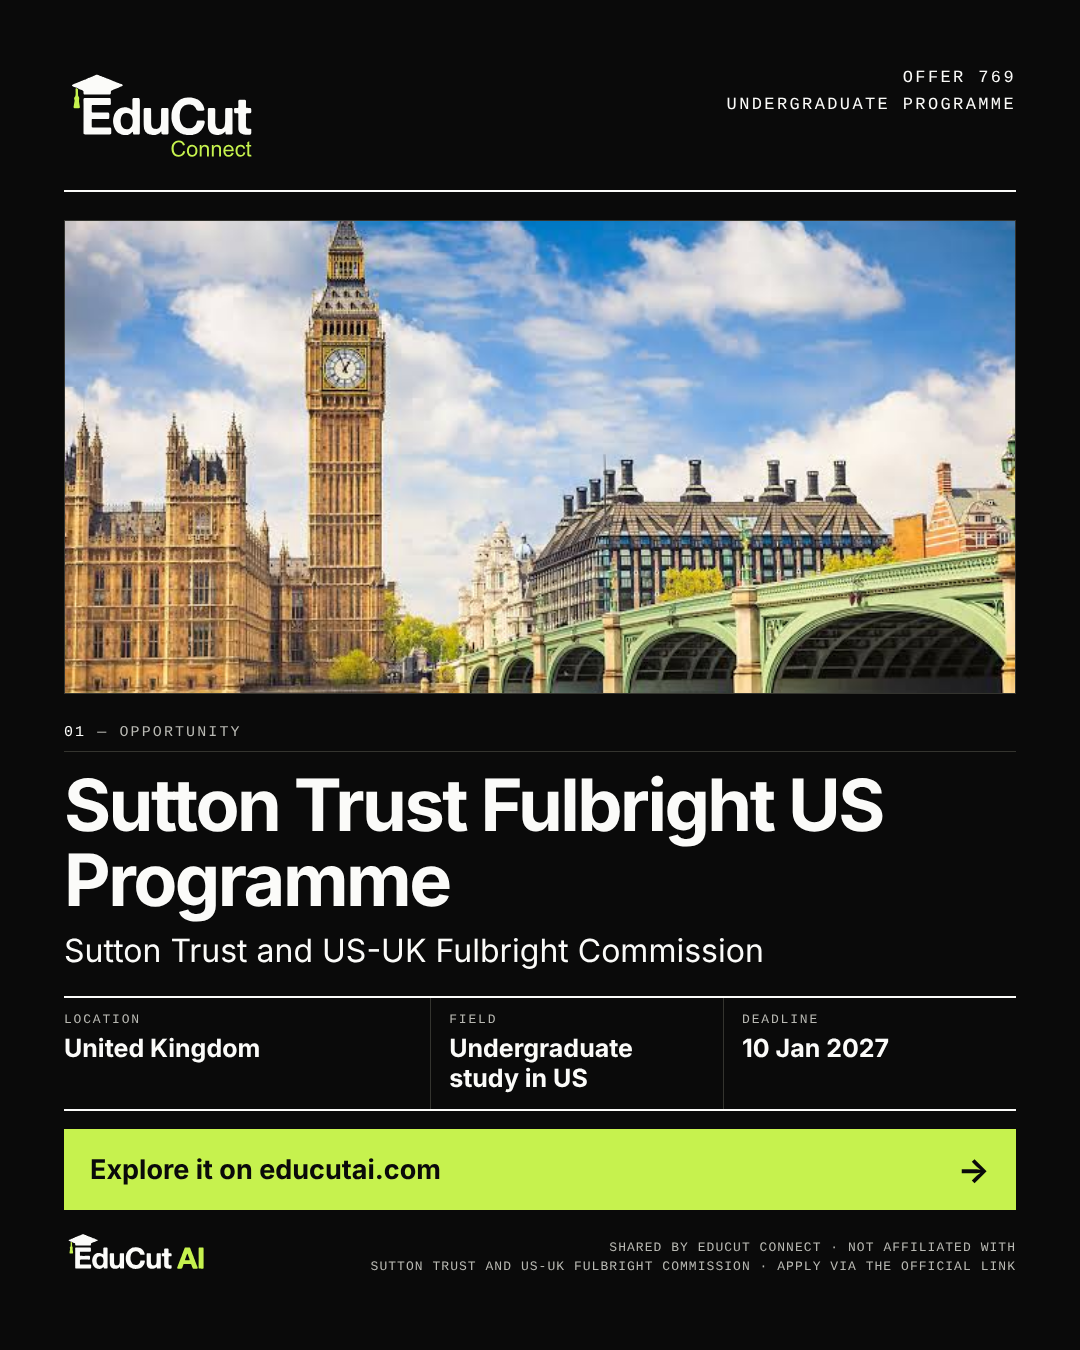 EduCut
Connect
OFFER 769
UNDERGRADUATE PROGRAMME
01 — OPPORTUNITY
Sutton Trust Fulbright US
Programme
Sutton Trust and US-UK Fulbright Commission
LOCATION
United Kingdom
FIELD
Undergraduate
study in US
DEADLINE
10 Jan 2027
Explore it on educutai.com →
EduCut AI
SHARED BY EDUCUT CONNECT · NOT AFFILIATED WITH
SUTTON TRUST AND US-UK FULBRIGHT COMMISSION · APPLY VIA THE OFFICIAL LINK